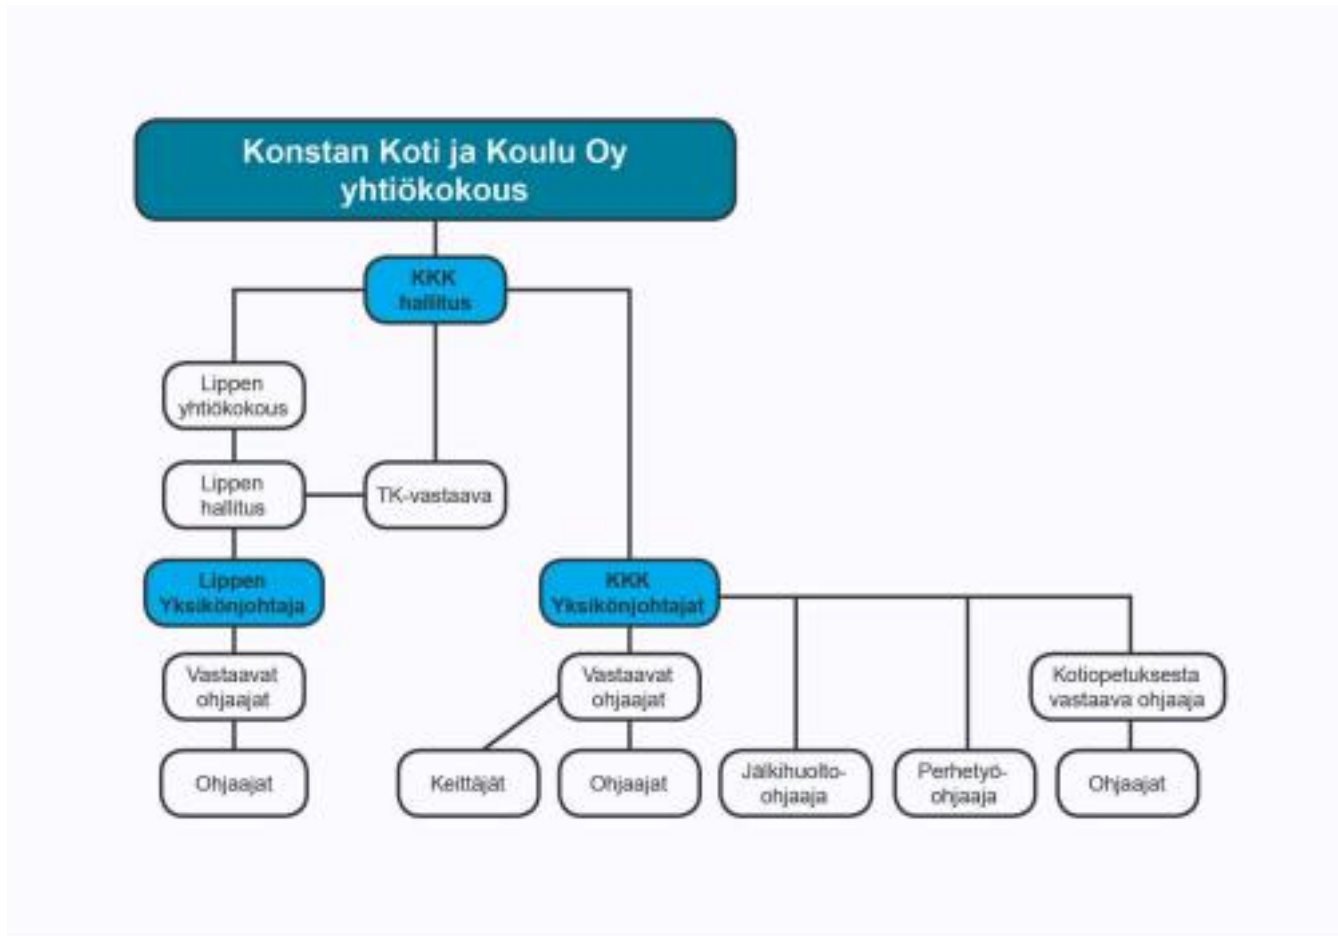 Konstan Koti ja Koulu Oy
yhtiökokous
KKK
hallitus
Lippen
yhtiökokous
Lippen
hallitus
TK-vastaava
Lippen
Yksikönjohtaja
KKK
Yksikönjohtajat
Vastaavat
ohjaajat
Vastaavat
ohjaajat
Kotiopetuksesta
vastaava ohjaaja
Ohjaajat
Keittäjät
Ohjaajat
Jälkihuolto-
ohjaaja
Perhetyö-
ohjaaja
Ohjaajat